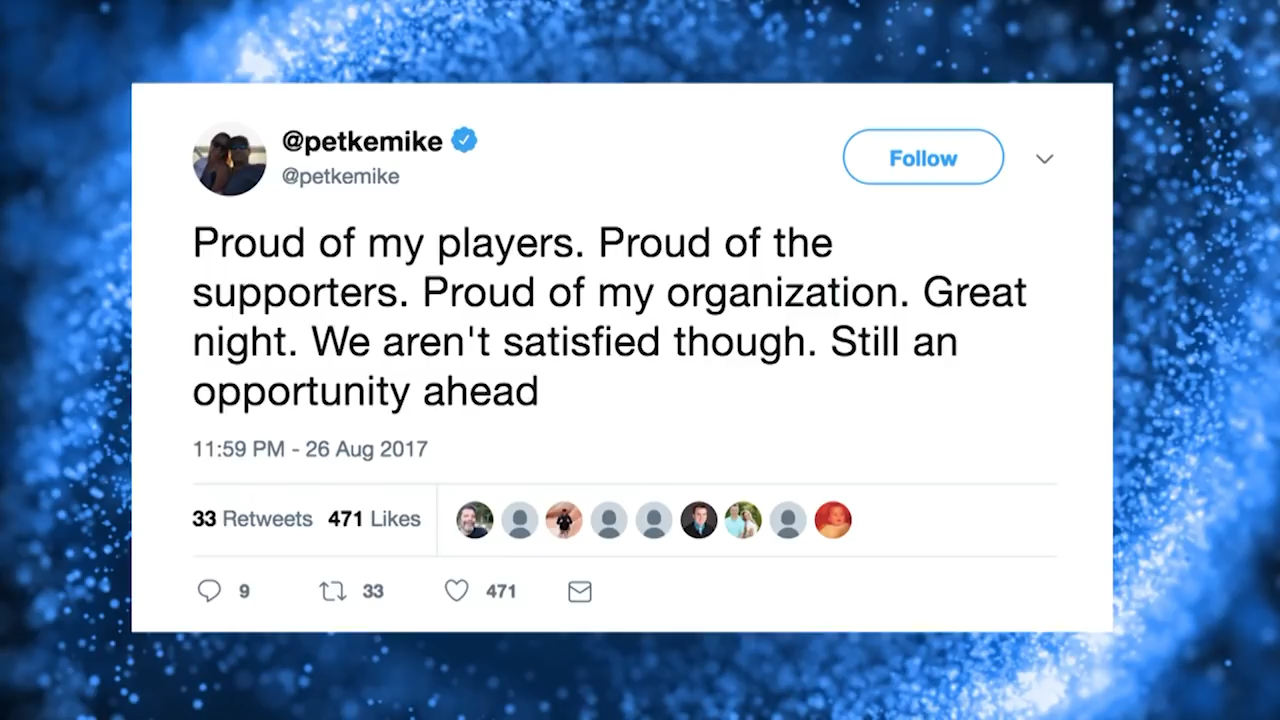 @petkemike
@petkemike
Follow
Proud of my players. Proud of the
supporters. Proud of my organization. Great
night. We aren't satisfied though. Still an
opportunity ahead
11:59 PM - 26 Aug 2017
33 Retweets 471 Likes
9 33 471